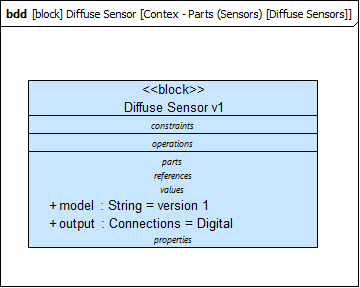 bdd [block] Diffuse Sensor [Contex - Parts (Sensors) [Diffuse Sensors]]
<<block>>
Diffuse Sensor v1
constraints
operations
parts
references
values
+ model : String = version 1
+ output : Connections = Digital
properties